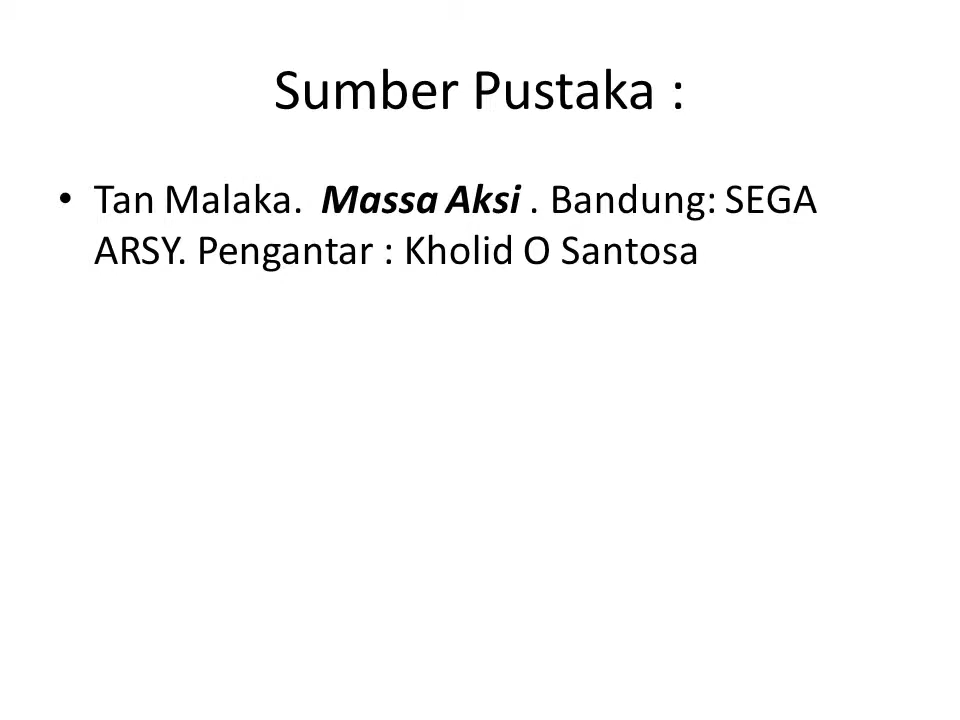 Sumber Pustaka :
• Tan Malaka.  Massa Aksi . Bandung: SEGA
ARSY. Pengantar : Kholid O Santosa